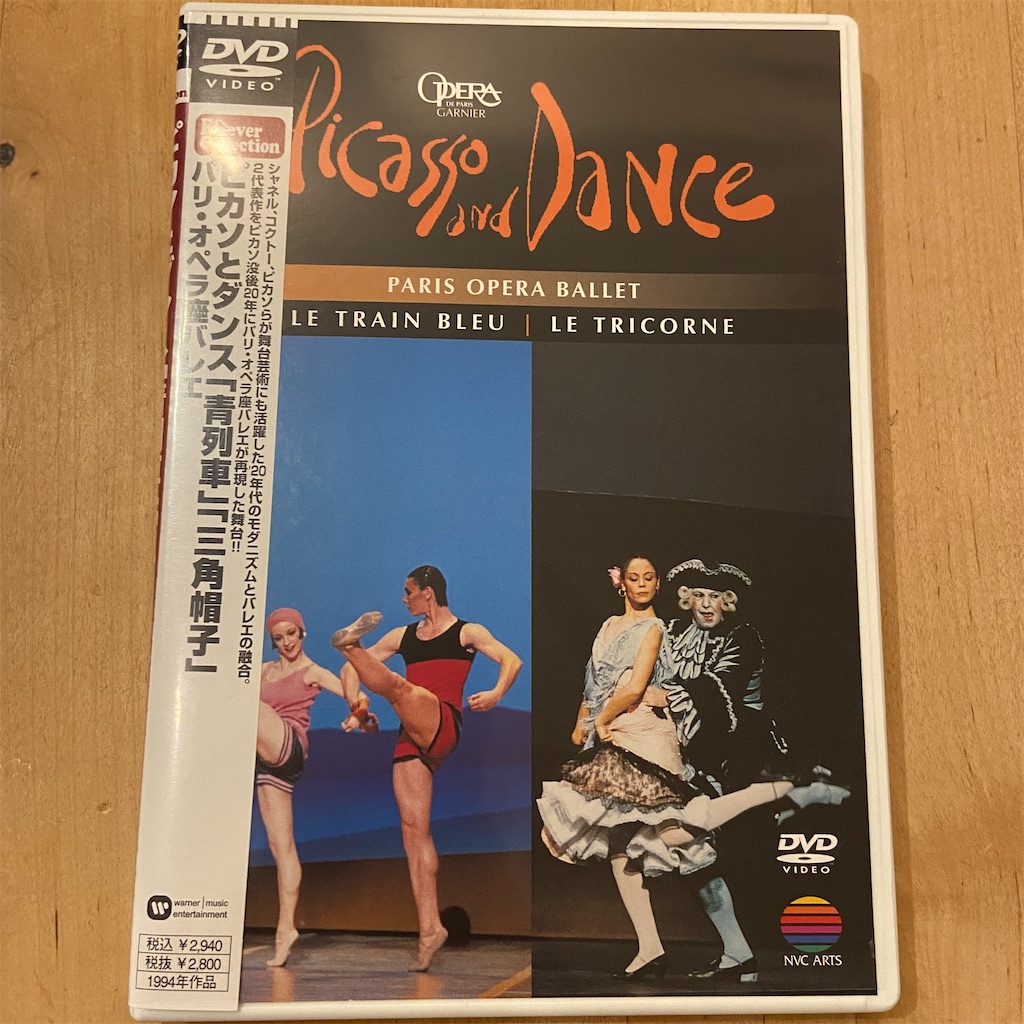 DVD
VIDEO™
Forever
Collection
シャネル、コクトー、ピカソらが舞台芸術にも活躍した'20年代のモダニズムとバレエの融合。
2代表作をピカソ没後20年にパリ・オペラ座バレエが再現した舞台!!
ピカソとダンス「青列車」「三角帽子」
パリ・オペラ座バレエ
warner music
entertainment
税込 ¥2,940
税抜 ¥2,800
1994年作品
OPERA
DE PARIS
GARNIER
Picasso
and Dance
PARIS OPERA BALLET
LE TRAIN BLEU | LE TRICORNE
DVD
VIDEO
NVC ARTS